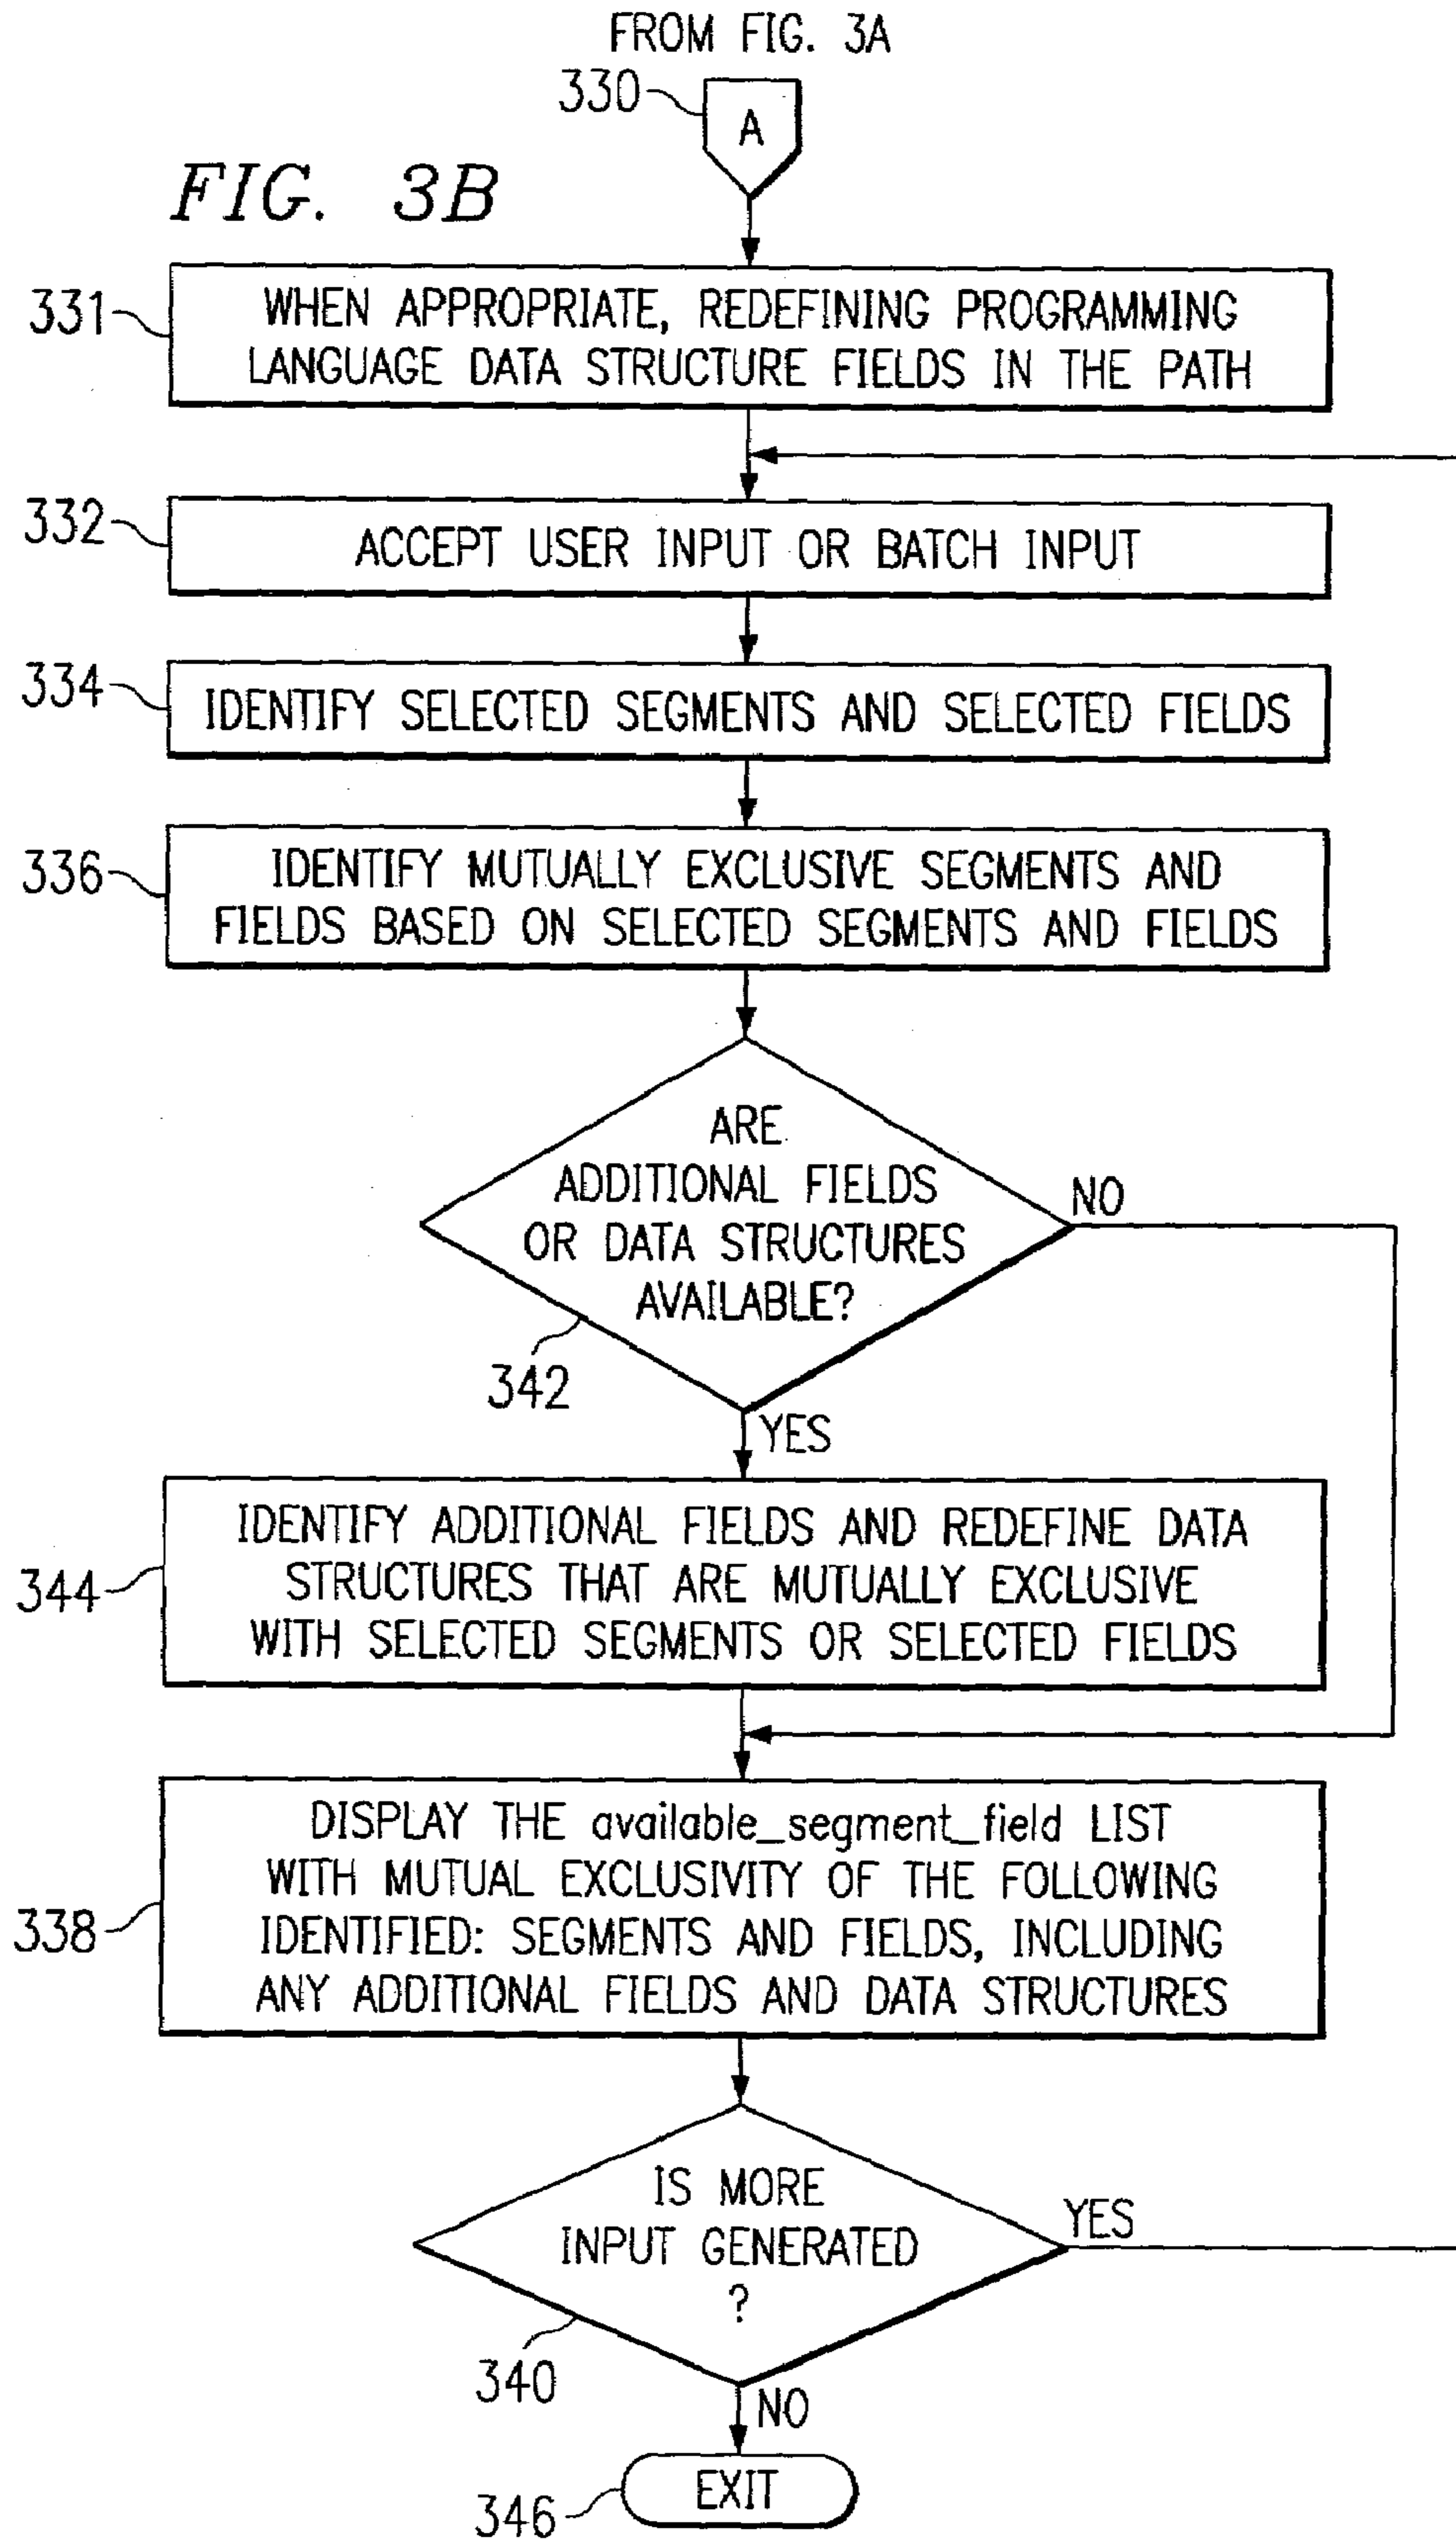 FROM FIG. 3A
330
A
FIG. 3B
331
WHEN APPROPRIATE, REDEFINING PROGRAMMING
LANGUAGE DATA STRUCTURE FIELDS IN THE PATH
332
ACCEPT USER INPUT OR BATCH INPUT
334
IDENTIFY SELECTED SEGMENTS AND SELECTED FIELDS
336
IDENTIFY MUTUALLY EXCLUSIVE SEGMENTS AND
FIELDS BASED ON SELECTED SEGMENTS AND FIELDS
ARE
ADDITIONAL FIELDS
OR DATA STRUCTURES
AVAILABLE?
NO
342
YES
344
IDENTIFY ADDITIONAL FIELDS AND REDEFINE DATA
STRUCTURES THAT ARE MUTUALLY EXCLUSIVE
WITH SELECTED SEGMENTS OR SELECTED FIELDS
338
DISPLAY THE available_segment_field LIST
WITH MUTUAL EXCLUSIVITY OF THE FOLLOWING
IDENTIFIED: SEGMENTS AND FIELDS, INCLUDING
ANY ADDITIONAL FIELDS AND DATA STRUCTURES
IS MORE
INPUT GENERATED
?
YES
340
NO
EXIT
346